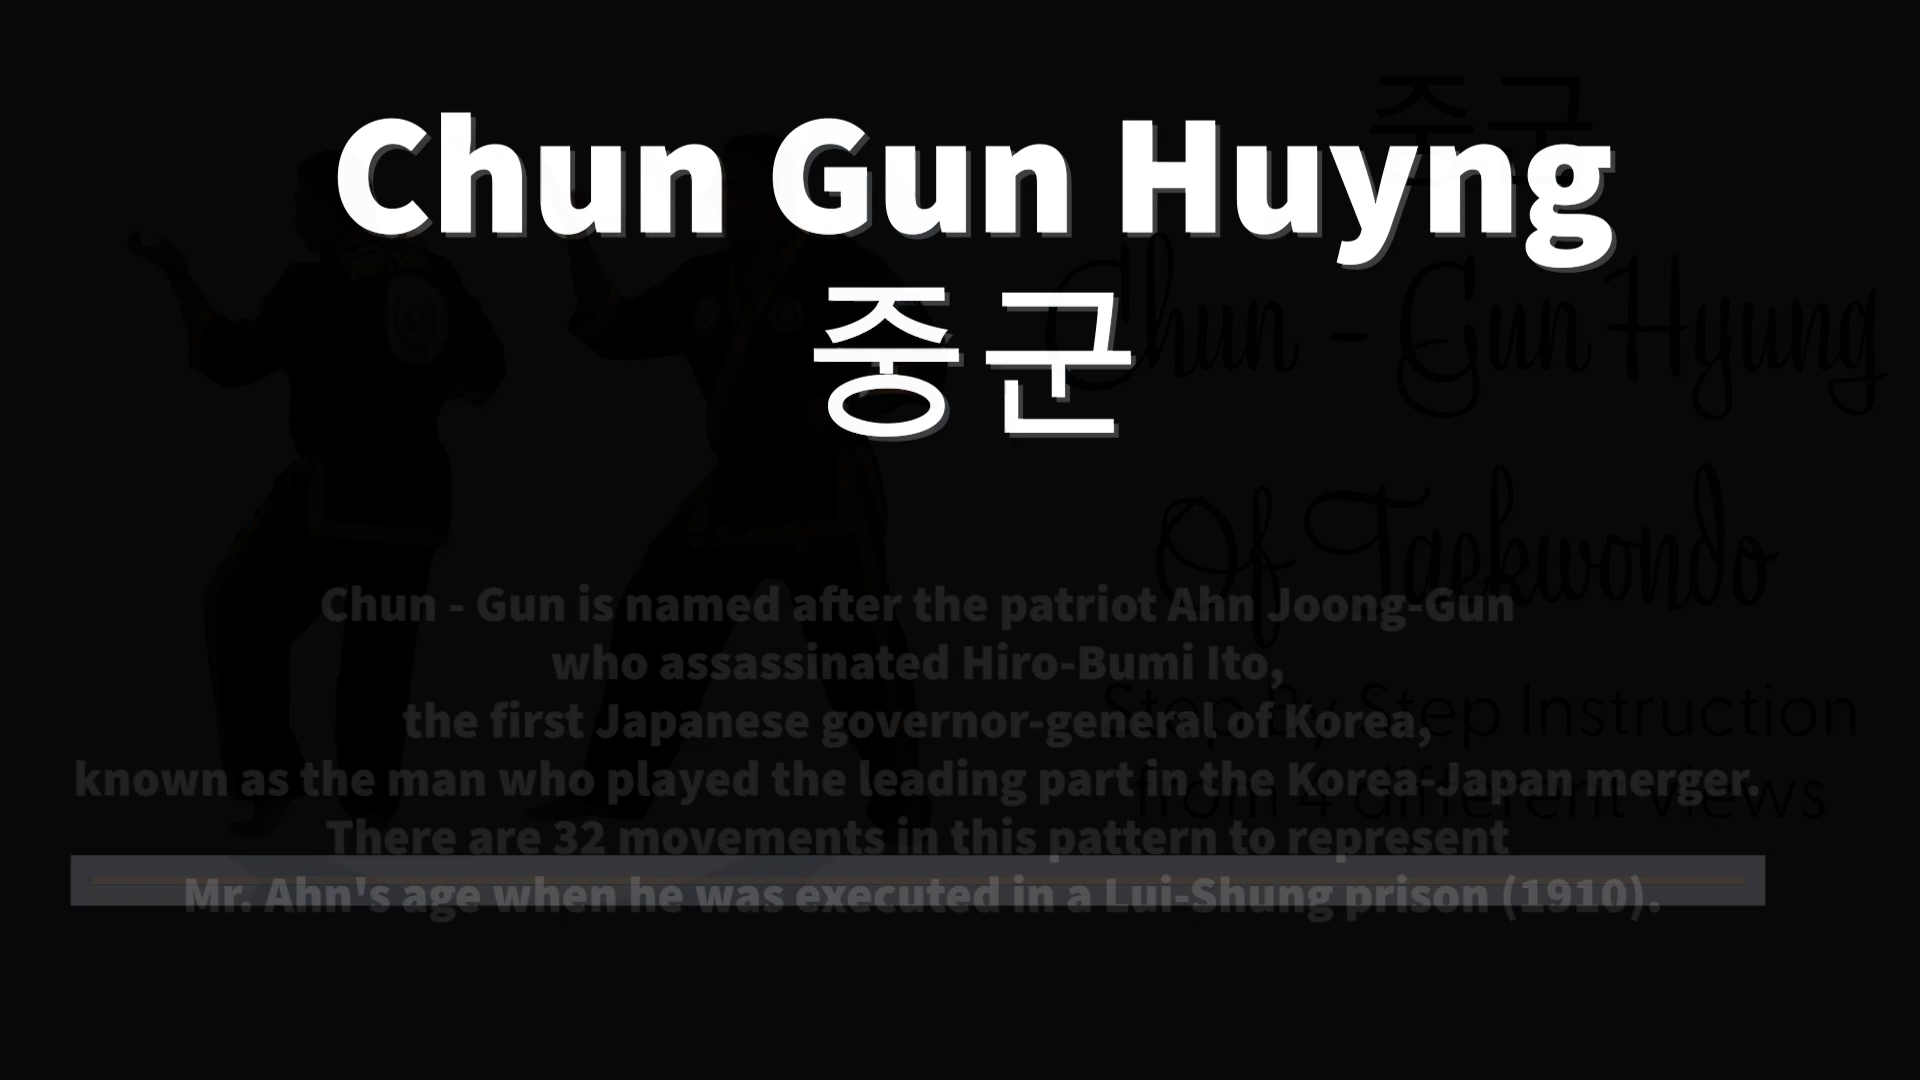 Chun Gun Huyng
중군
중군
Chun - Gun Hyung
Of Taekwondo
Step By Step Instruction
from 4 different views
Chun - Gun is named after the patriot Ahn Joong-Gun
who assassinated Hiro-Bumi Ito,
the first Japanese governor-general of Korea,
known as the man who played the leading part in the Korea-Japan merger.
There are 32 movements in this pattern to represent
Mr. Ahn's age when he was executed in a Lui-Shung prison (1910).